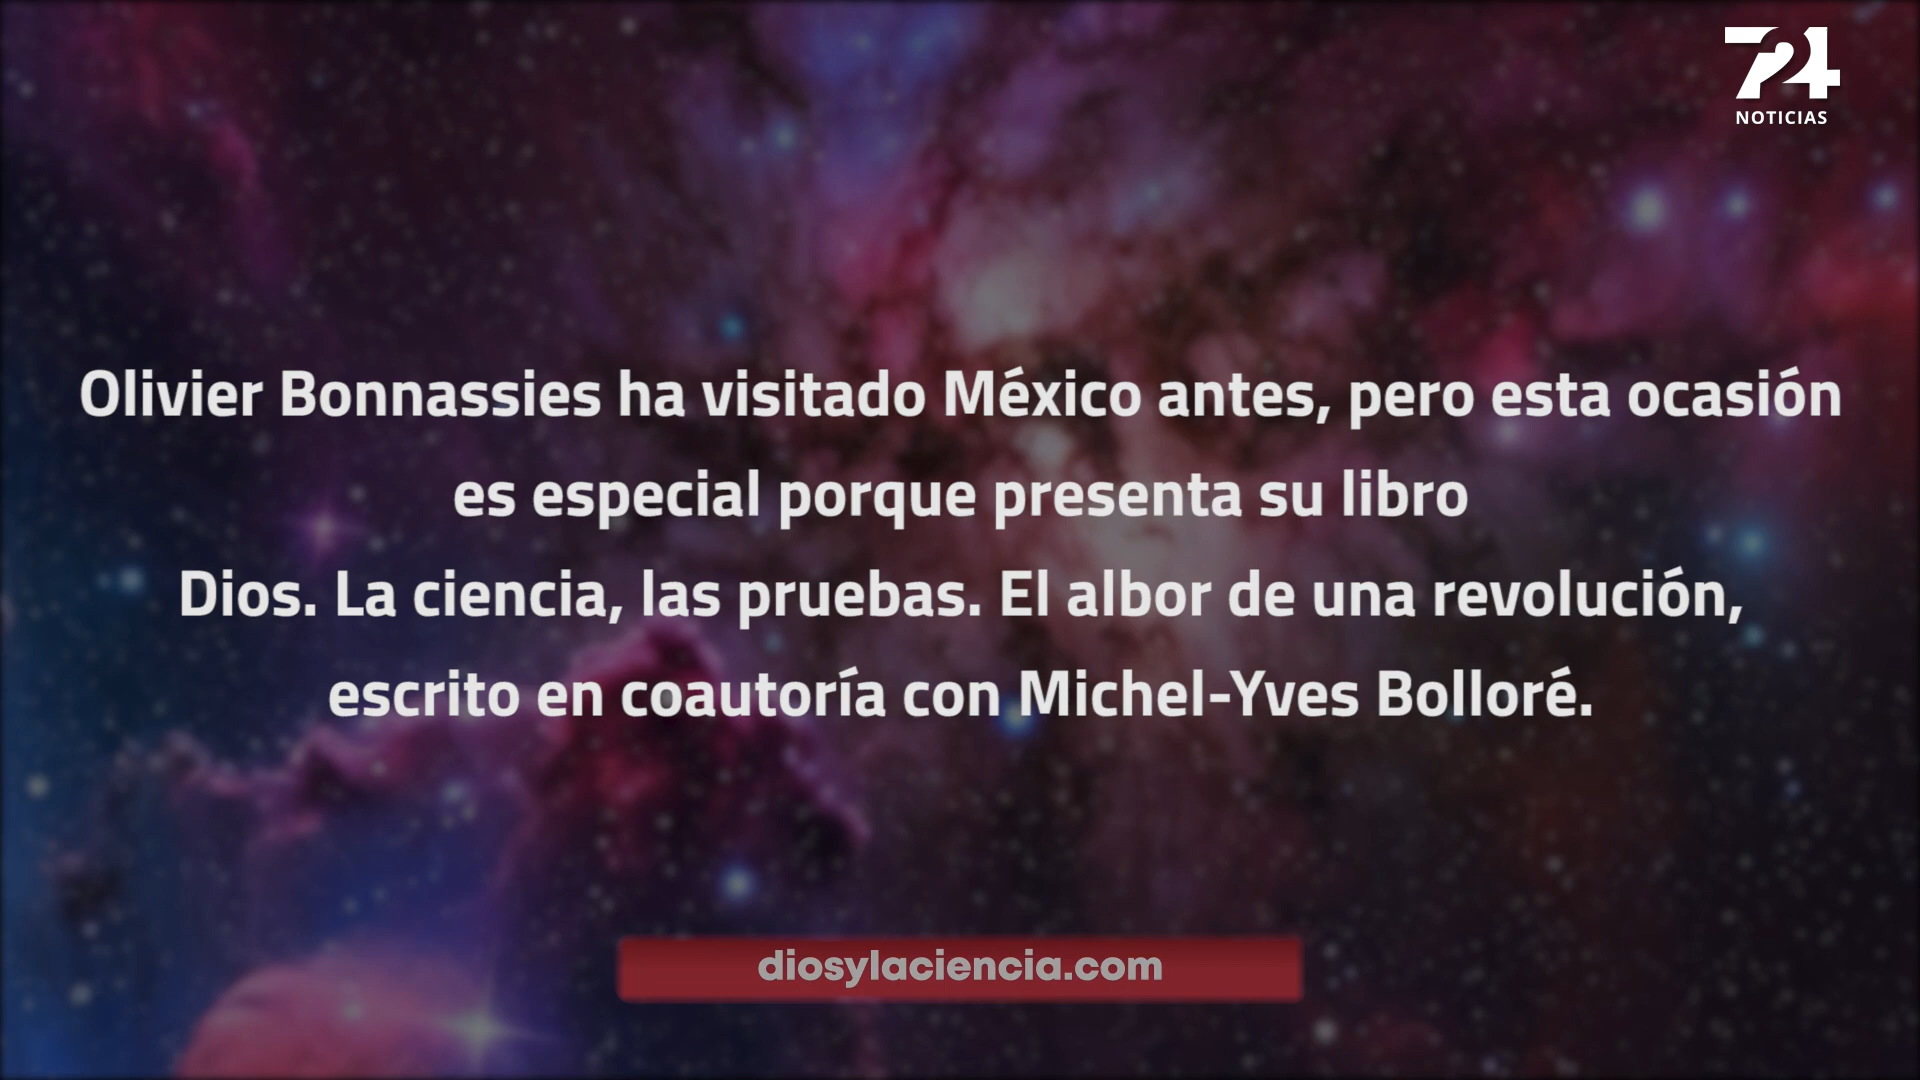 724
NOTICIAS
Olivier Bonnassies ha visitado México antes, pero esta ocasión
es especial porque presenta su libro
Dios. La ciencia, las pruebas. El albor de una revolución,
escrito en coautoría con Michel-Yves Bolloré.
diosylaciencia.com